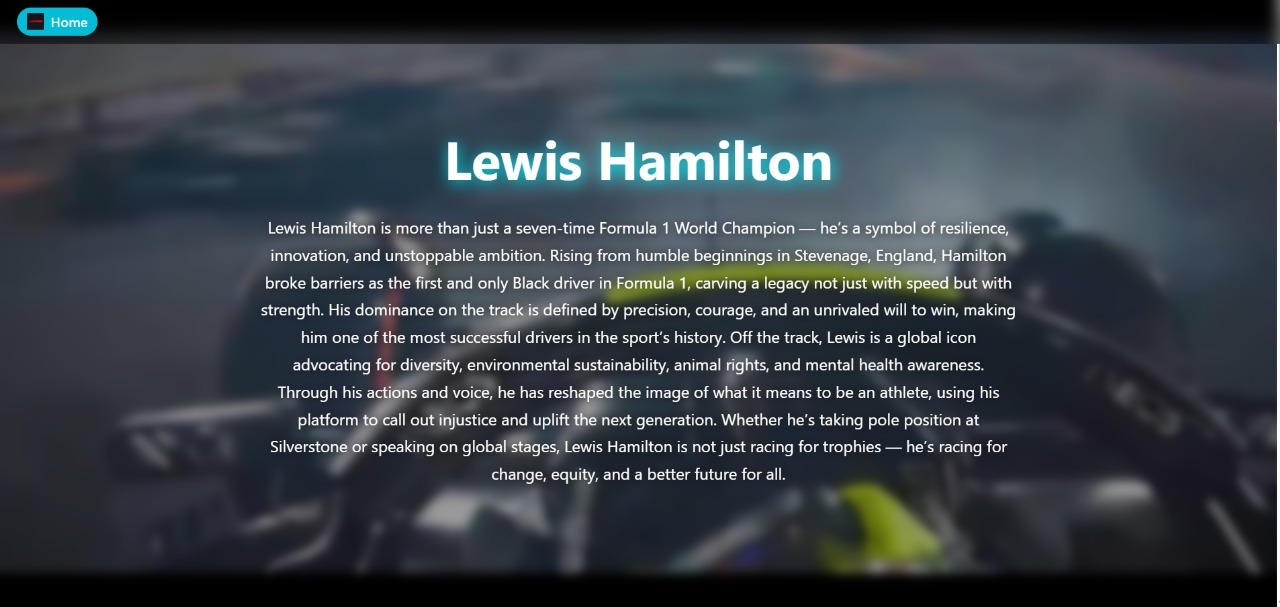 Home
Lewis Hamilton
Lewis Hamilton is more than just a seven-time Formula 1 World Champion — he's a symbol of resilience,
innovation, and unstoppable ambition. Rising from humble beginnings in Stevenage, England, Hamilton
broke barriers as the first and only Black driver in Formula 1, carving a legacy not just with speed but with
strength. His dominance on the track is defined by precision, courage, and an unrivaled will to win, making
him one of the most successful drivers in the sport's history. Off the track, Lewis is a global icon
advocating for diversity, environmental sustainability, animal rights, and mental health awareness.
Through his actions and voice, he has reshaped the image of what it means to be an athlete, using his
platform to call out injustice and uplift the next generation. Whether he's taking pole position at
Silverstone or speaking on global stages, Lewis Hamilton is not just racing for trophies — he's racing for
change, equity, and a better future for all.